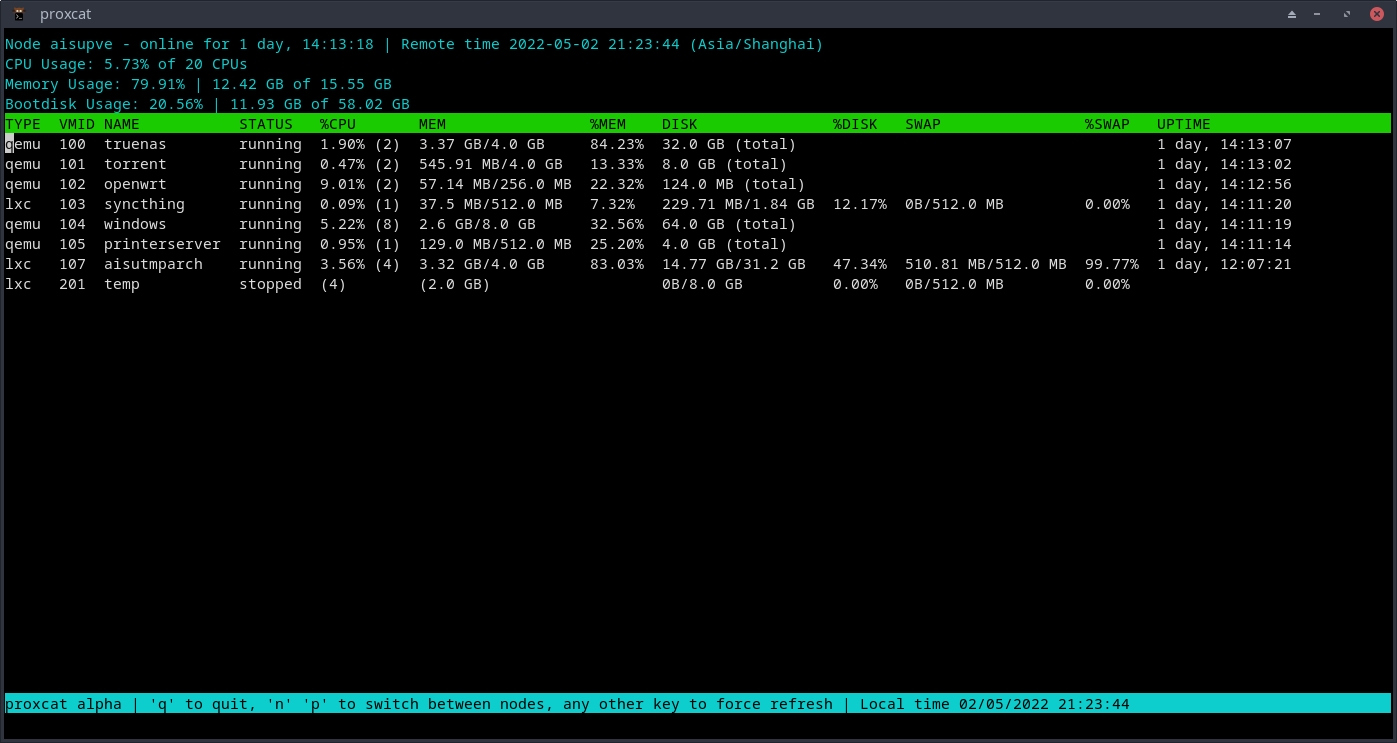 proxcat
Node aisupve - online for 1 day, 14:13:18 | Remote time 2022-05-02 21:23:44 (Asia/Shanghai)
CPU Usage: 5.73% of 20 CPUs
Memory Usage: 79.91% | 12.42 GB of 15.55 GB
Bootdisk Usage: 20.56% | 11.93 GB of 58.02 GB
TYPE  VMID NAME           STATUS   %CPU       MEM                %MEM    DISK               %DISK   SWAP                %SWAP   UPTIME
qemu  100  truenas        running  1.90% (2)  3.37 GB/4.0 GB     84.23%  32.0 GB (total)                                        1 day, 14:13:07
qemu  101  torrent        running  0.47% (2)  545.91 MB/4.0 GB   13.33%  8.0 GB (total)                                         1 day, 14:13:02
qemu  102  openwrt        running  9.01% (2)  57.14 MB/256.0 MB  22.32%  124.0 MB (total)                                       1 day, 14:12:56
lxc   103  syncthing      running  0.09% (1)  37.5 MB/512.0 MB   7.32%   229.71 MB/1.84 GB  12.17%  0B/512.0 MB         0.00%   1 day, 14:11:20
qemu  104  windows        running  5.22% (8)  2.6 GB/8.0 GB      32.56%  64.0 GB (total)                                        1 day, 14:11:19
qemu  105  printerserver  running  0.95% (1)  129.0 MB/512.0 MB  25.20%  4.0 GB (total)                                         1 day, 14:11:14
lxc   107  aisutmparch    running  3.56% (4)  3.32 GB/4.0 GB     83.03%  14.77 GB/31.2 GB   47.34%  510.81 MB/512.0 MB  99.77%  1 day, 12:07:21
lxc   201  temp           stopped  (4)        (2.0 GB)                   0B/8.0 GB          0.00%   0B/512.0 MB         0.00%
proxcat alpha | 'q' to quit, 'n' 'p' to switch between nodes, any other key to force refresh | Local time 02/05/2022 21:23:44